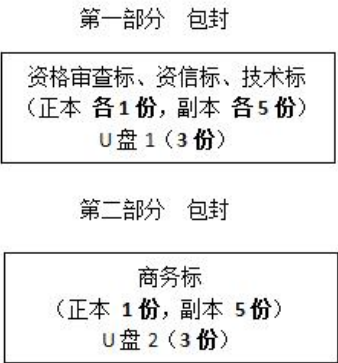 第一部分　包封
资格审查标、资信标、技术标
（正本 各1份，副本 各5份）
U盘1（3份）
第二部分　包封
商务标
（正本 1份，副本 5份）
U盘2（3份）